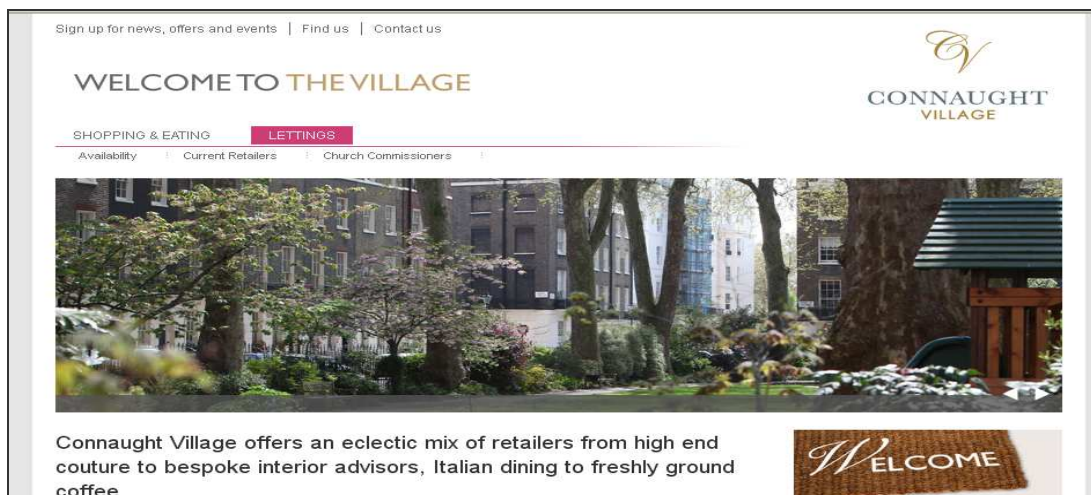 Sign up for news, offers and events | Find us | Contact us
CV
CONNAUGHT
VILLAGE
WELCOME TO THE VILLAGE
SHOPPING & EATING LETTINGS
Availability Current Retailers Church Commissioners
Connaught Village offers an eclectic mix of retailers from high end
couture to bespoke interior advisors, Italian dining to freshly ground
coffee
WELCOME